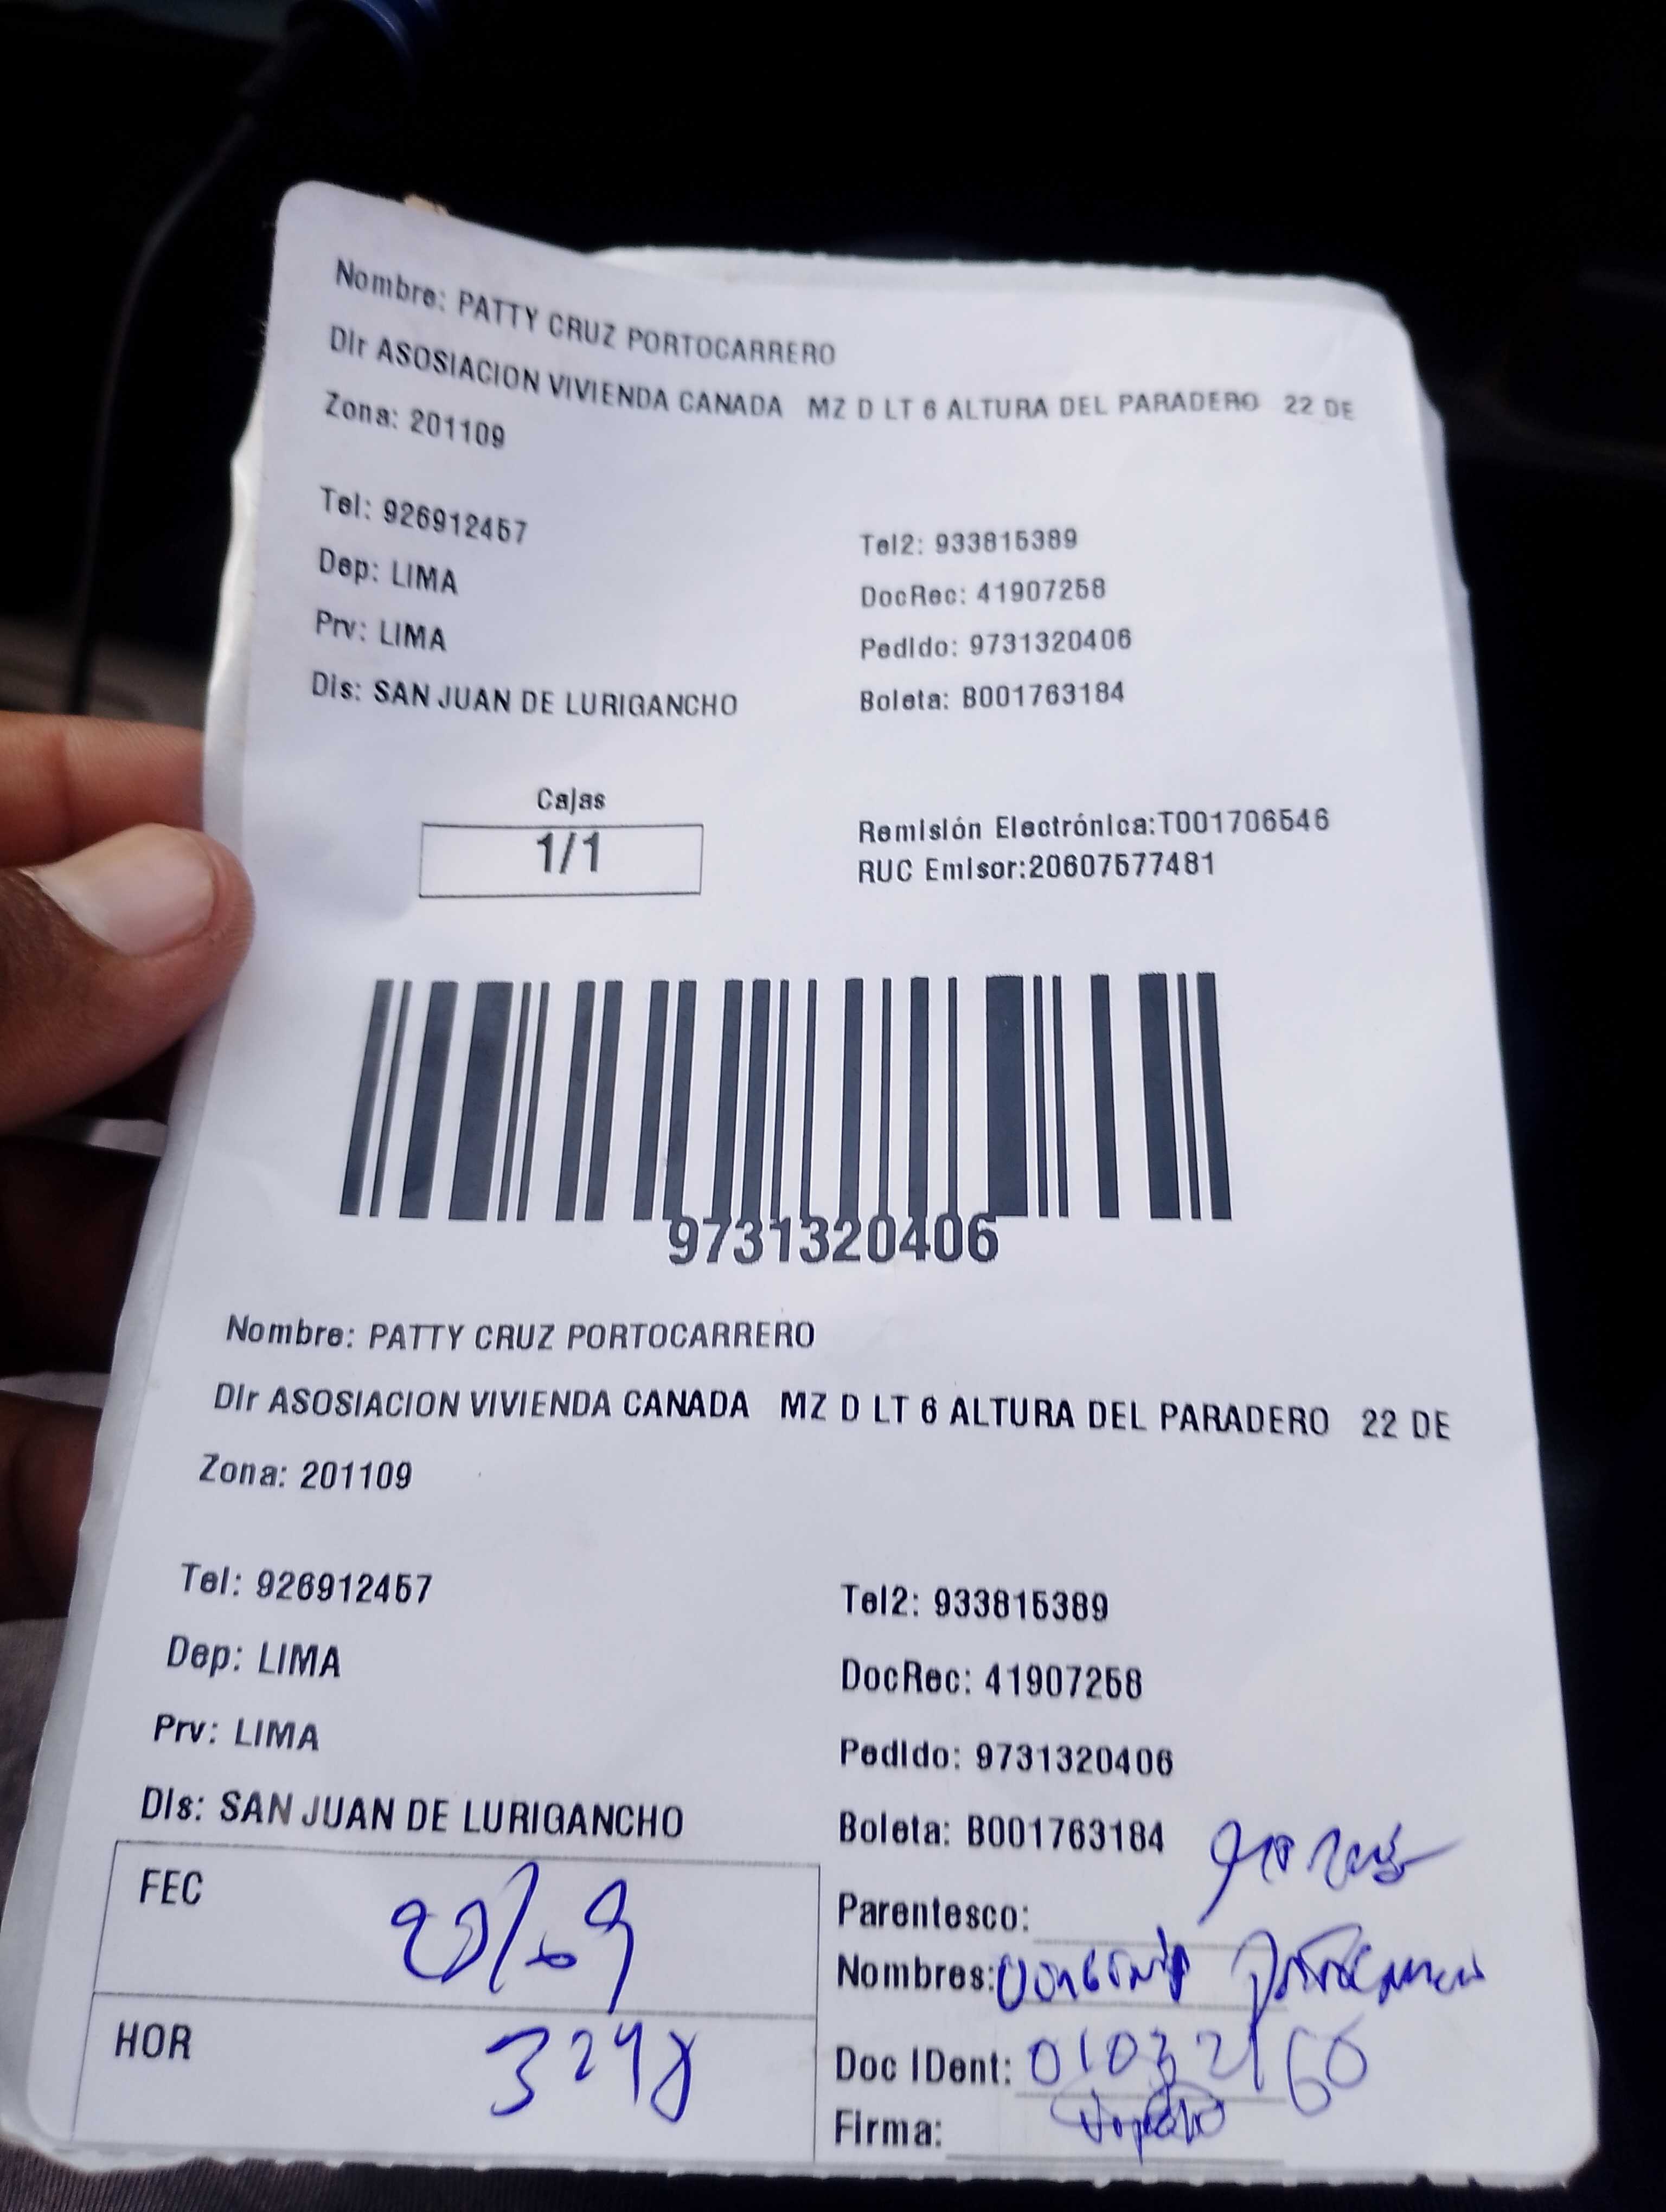 Nombre: PATTY CRUZ PORTOCARRERO
Dir ASOSIACION VIVIENDA CANADA MZ D LT 6 ALTURA DEL PARADERO 22 DE
Zona: 201109
Tel: 926912457 Tel2: 933815389
Dep: LIMA DocRec: 41907258
Prv: LIMA Pedido: 9731320406
Dis: SAN JUAN DE LURIGANCHO Boleta: B001763184
Cajas
1/1
Remisión Electrónica:T001706546
RUC Emisor:20607577481
9731320406
Nombre: PATTY CRUZ PORTOCARRERO
Dir ASOSIACION VIVIENDA CANADA MZ D LT 6 ALTURA DEL PARADERO 22 DE
Zona: 201109
Tel: 926912457 Tel2: 933815389
Dep: LIMA DocRec: 41907258
Prv: LIMA Pedido: 9731320406
Dis: SAN JUAN DE LURIGANCHO Boleta: B001763184
FEC
Parentesco:
Nombres:
HOR
Doc IDent:
Firma: